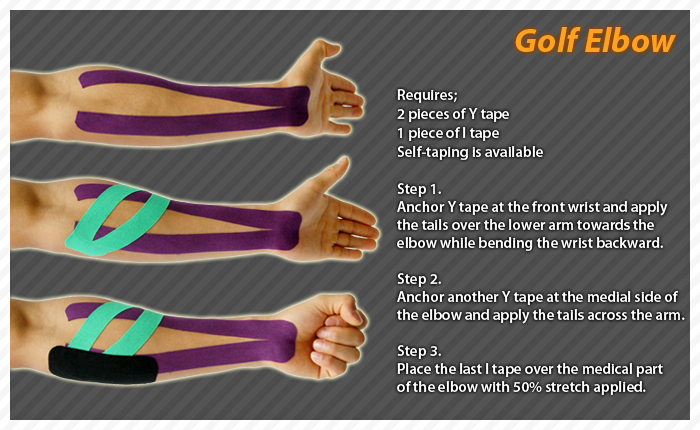 Golf Elbow
Requires;
2 pieces of Y tape
1 piece of I tape
Self-taping is available
Step 1.
Anchor Y tape at the front wrist and apply
the tails over the lower arm towards the
elbow while bending the wrist backward.
Step 2.
Anchor another Y tape at the medial side of
the elbow and apply the tails across the arm.
Step 3.
Place the last I tape over the medical part
of the elbow with 50% stretch applied.